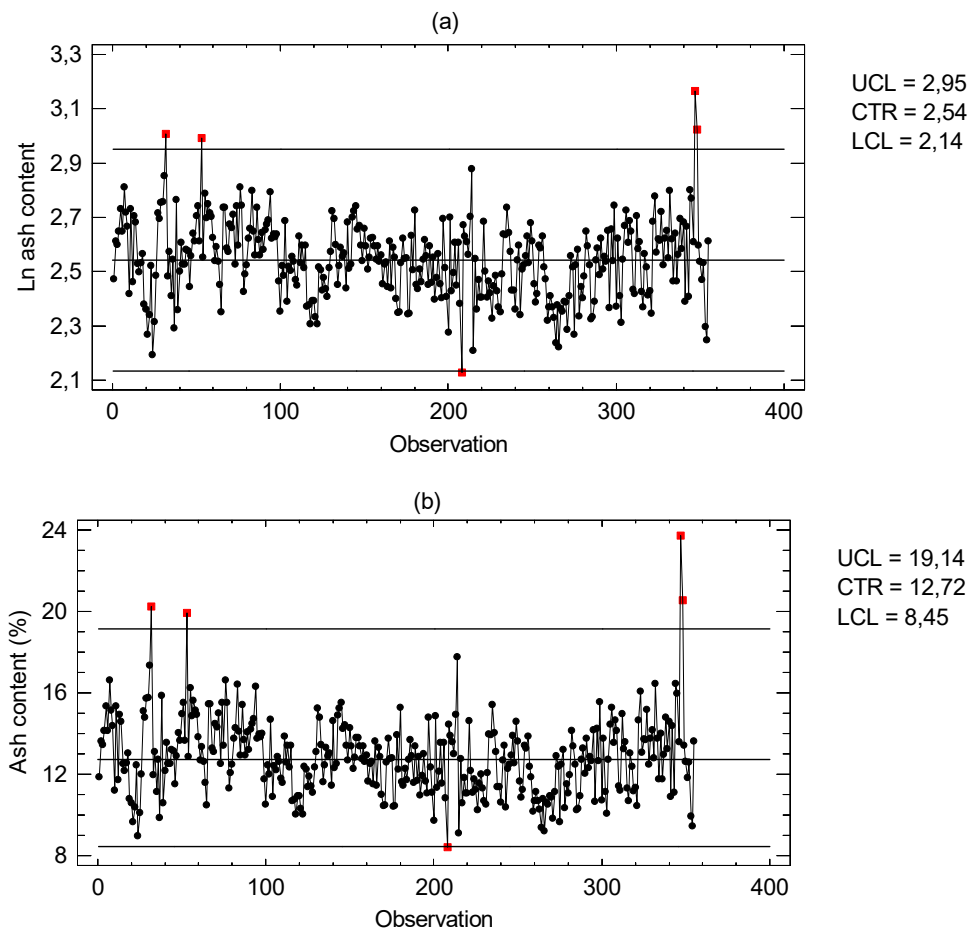 (a)
3,3
3,1
2,9
2,7
2,5
2,3
2,1
Ln ash content
0 100 200 300 400
Observation
UCL = 2,95
CTR = 2,54
LCL = 2,14
(b)
24
20
16
12
8
Ash content (%)
0 100 200 300 400
Observation
UCL = 19,14
CTR = 12,72
LCL = 8,45